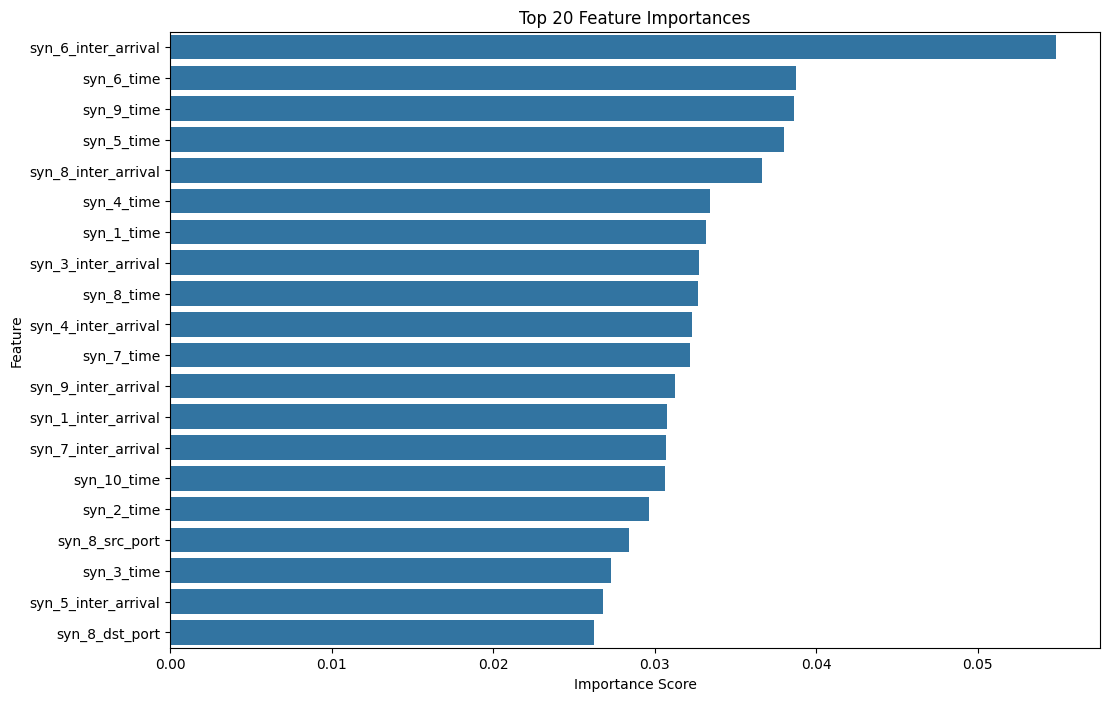 Top 20 Feature Importances
Feature
syn_6_inter_arrival
syn_6_time
syn_9_time
syn_5_time
syn_8_inter_arrival
syn_4_time
syn_1_time
syn_3_inter_arrival
syn_8_time
syn_4_inter_arrival
syn_7_time
syn_9_inter_arrival
syn_1_inter_arrival
syn_7_inter_arrival
syn_10_time
syn_2_time
syn_8_src_port
syn_3_time
syn_5_inter_arrival
syn_8_dst_port
0.00 0.01 0.02 0.03 0.04 0.05
Importance Score